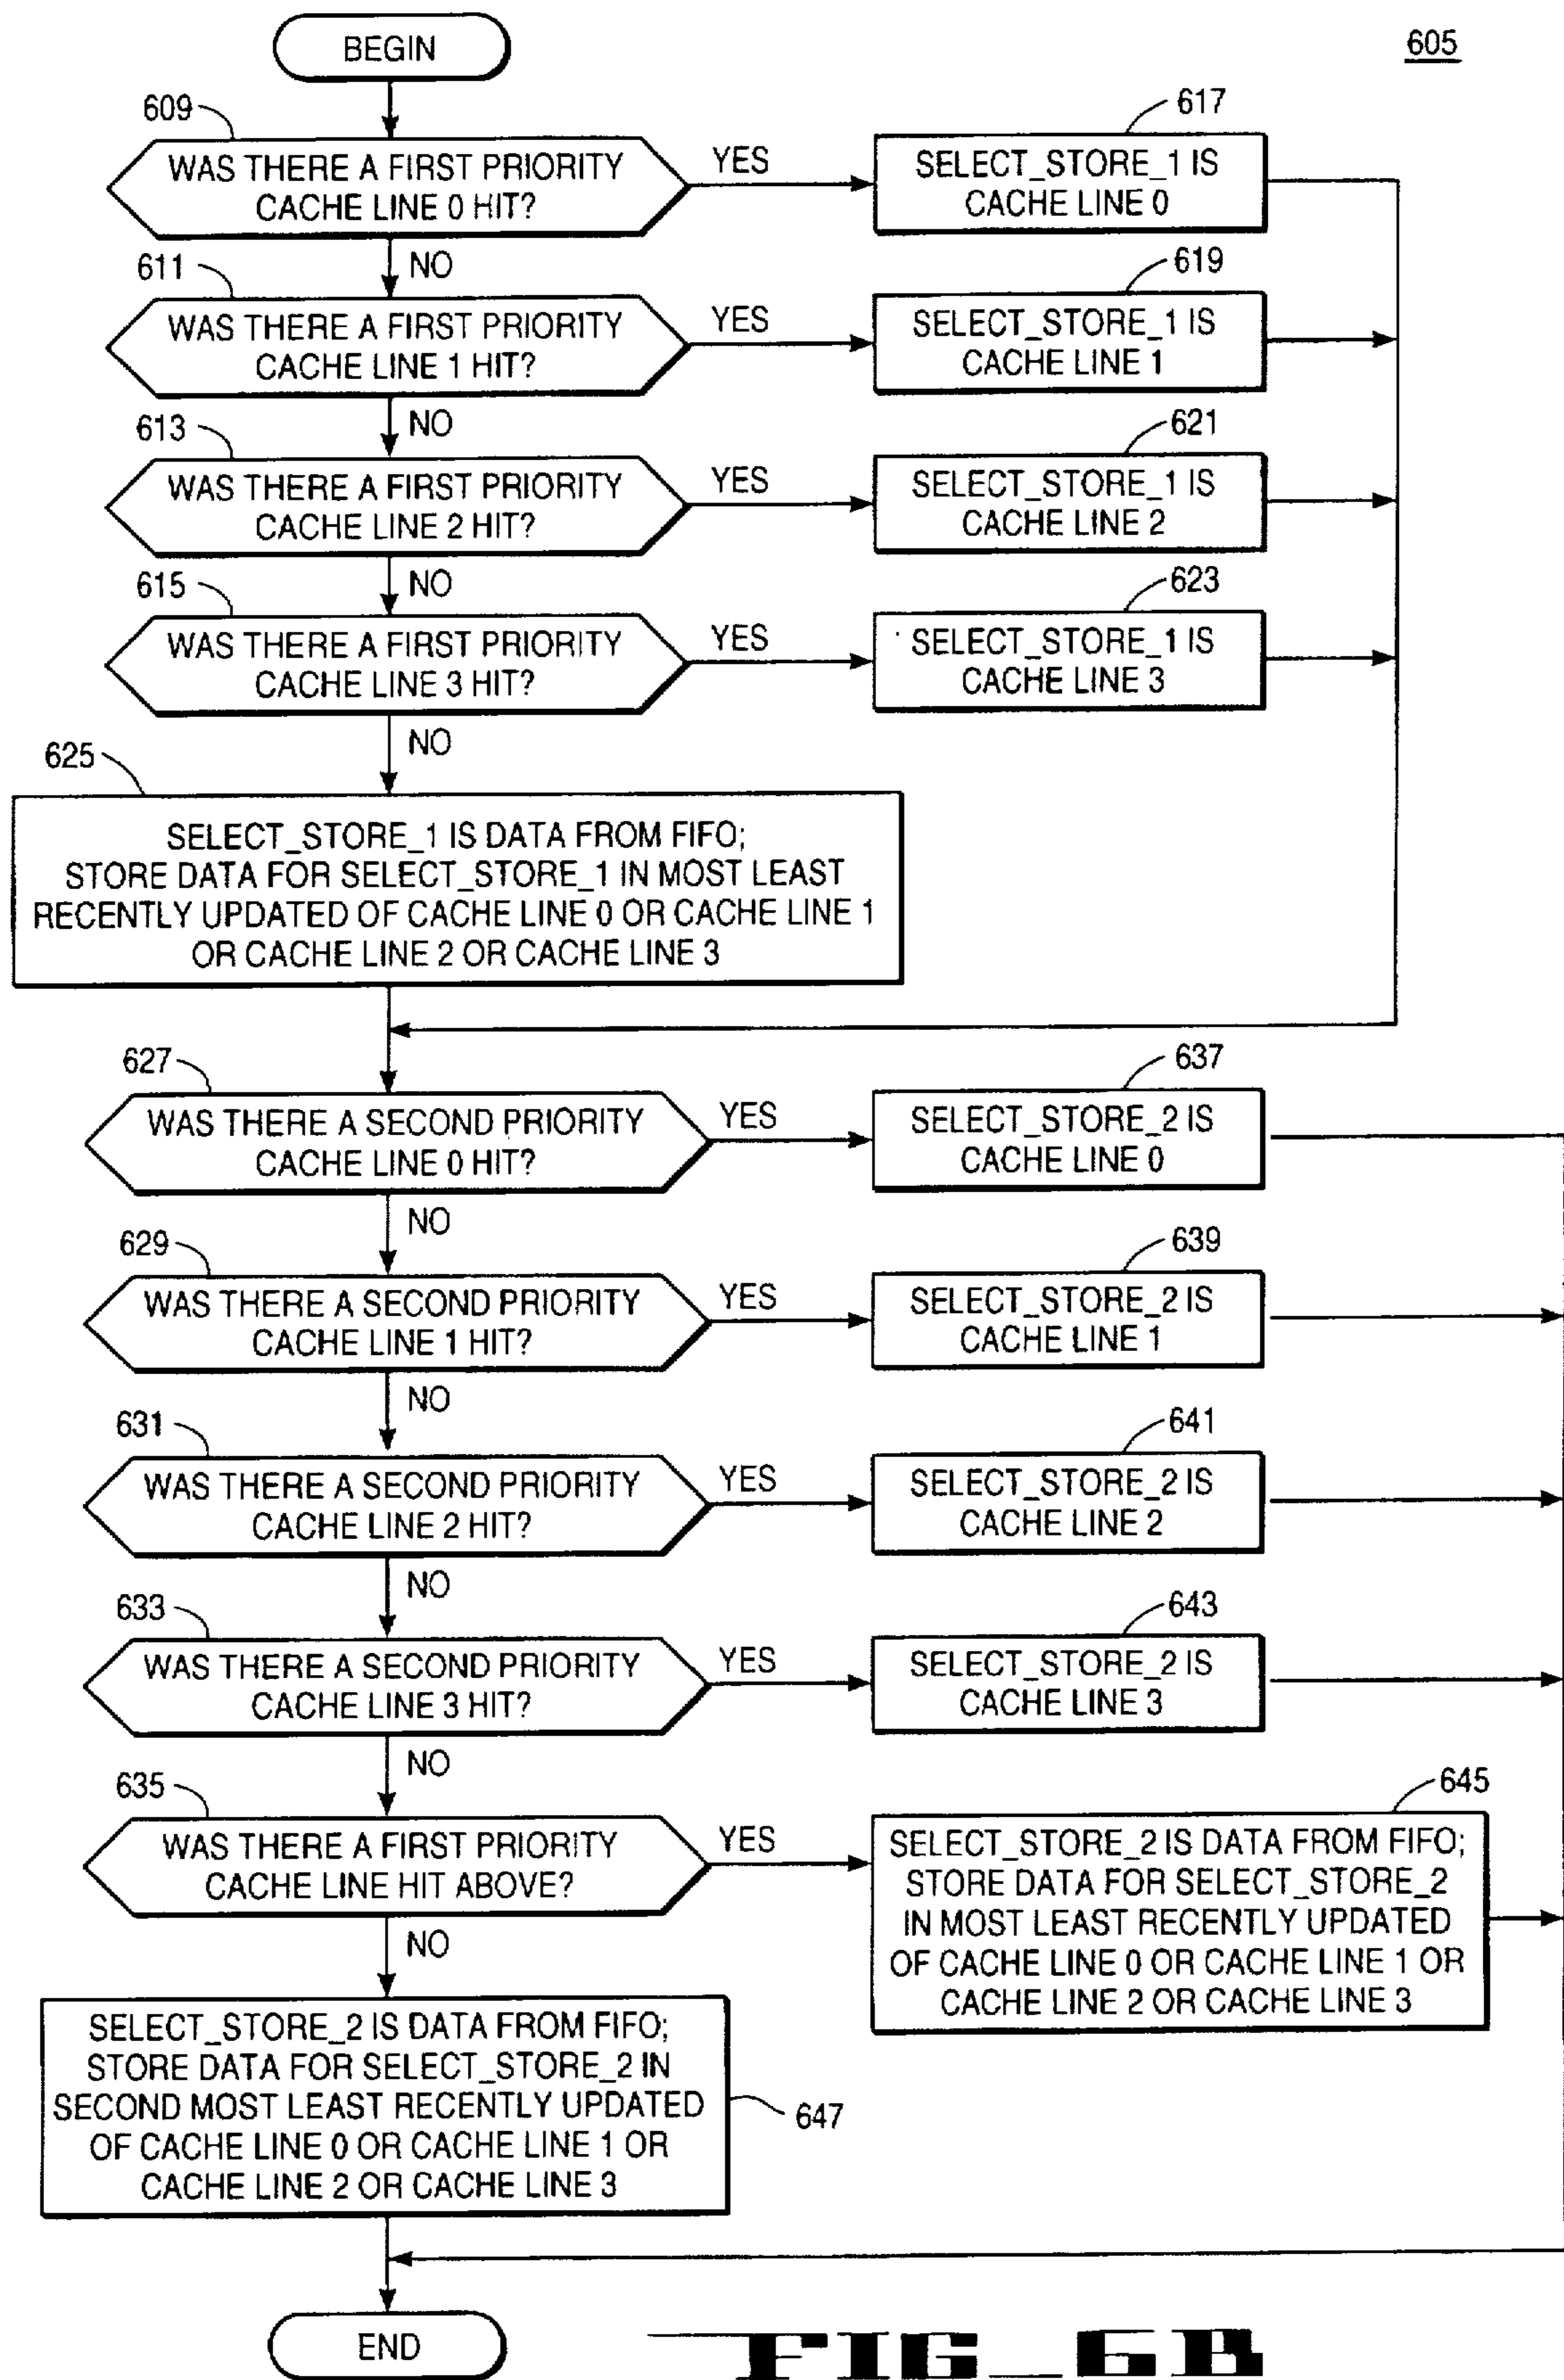 BEGIN
605
609
WAS THERE A FIRST PRIORITY
CACHE LINE 0 HIT?
YES
617
SELECT_STORE_1 IS
CACHE LINE 0
NO
611
WAS THERE A FIRST PRIORITY
CACHE LINE 1 HIT?
YES
619
SELECT_STORE_1 IS
CACHE LINE 1
NO
613
WAS THERE A FIRST PRIORITY
CACHE LINE 2 HIT?
YES
621
SELECT_STORE_1 IS
CACHE LINE 2
NO
615
WAS THERE A FIRST PRIORITY
CACHE LINE 3 HIT?
YES
623
SELECT_STORE_1 IS
CACHE LINE 3
NO
625
SELECT_STORE_1 IS DATA FROM FIFO;
STORE DATA FOR SELECT_STORE_1 IN MOST LEAST
RECENTLY UPDATED OF CACHE LINE 0 OR CACHE LINE 1
OR CACHE LINE 2 OR CACHE LINE 3
627
WAS THERE A SECOND PRIORITY
CACHE LINE 0 HIT?
YES
637
SELECT_STORE_2 IS
CACHE LINE 0
NO
629
WAS THERE A SECOND PRIORITY
CACHE LINE 1 HIT?
YES
639
SELECT_STORE_2 IS
CACHE LINE 1
NO
631
WAS THERE A SECOND PRIORITY
CACHE LINE 2 HIT?
YES
641
SELECT_STORE_2 IS
CACHE LINE 2
NO
633
WAS THERE A SECOND PRIORITY
CACHE LINE 3 HIT?
YES
643
SELECT_STORE_2 IS
CACHE LINE 3
NO
635
WAS THERE A FIRST PRIORITY
CACHE LINE HIT ABOVE?
YES
645
SELECT_STORE_2 IS DATA FROM FIFO;
STORE DATA FOR SELECT_STORE_2
IN MOST LEAST RECENTLY UPDATED
OF CACHE LINE 0 OR CACHE LINE 1 OR
CACHE LINE 2 OR CACHE LINE 3
NO
SELECT_STORE_2 IS DATA FROM FIFO;
STORE DATA FOR SELECT_STORE_2 IN
SECOND MOST LEAST RECENTLY UPDATED
OF CACHE LINE 0 OR CACHE LINE 1 OR
CACHE LINE 2 OR CACHE LINE 3
647
END
FIG_6B